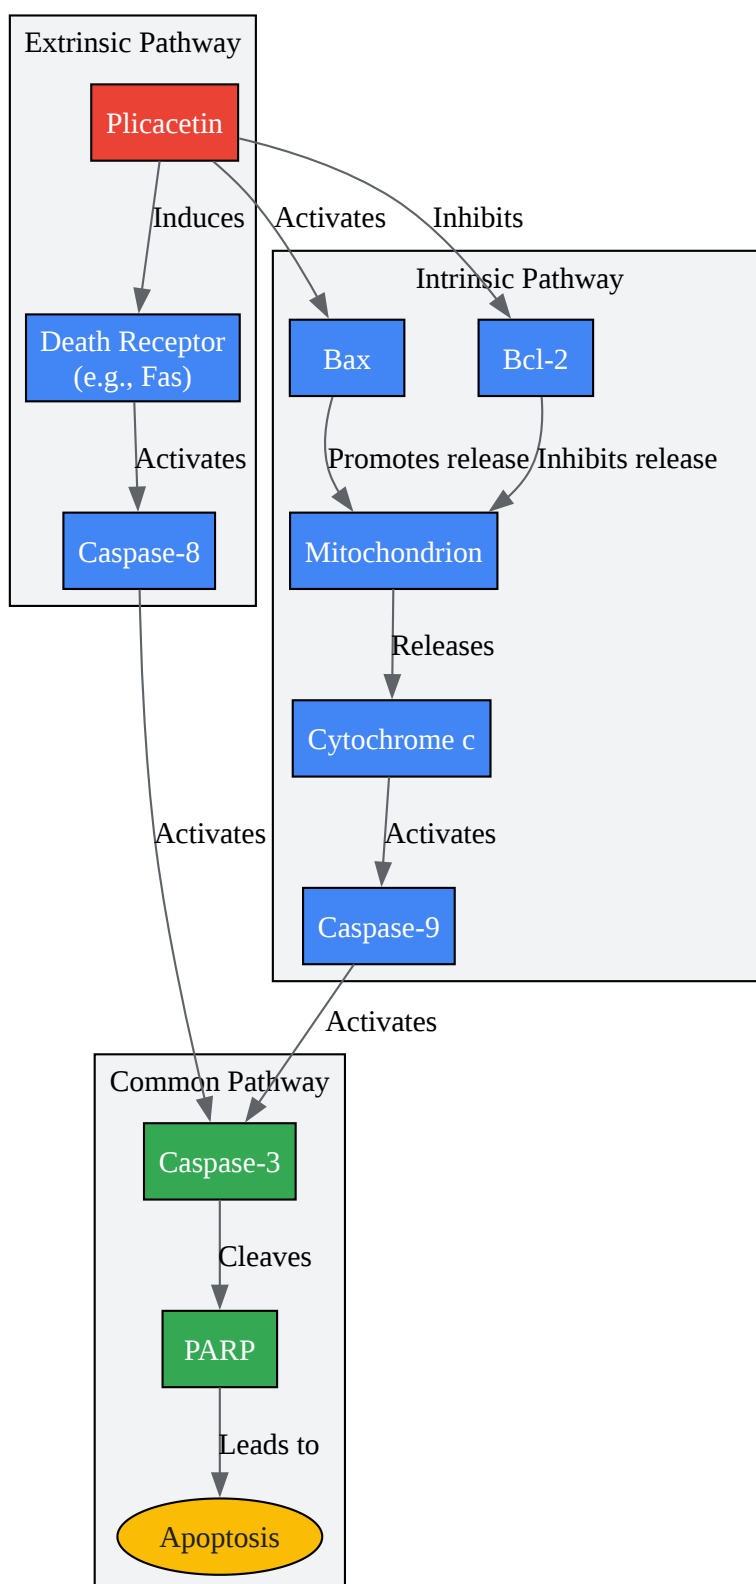 Extrinsic Pathway
Plicacetin
Induces
Activates
Inhibits
Intrinsic Pathway
Death Receptor
(e.g., Fas)
Bax
Bcl-2
Activates
Promotes release
Inhibits release
Caspase-8
Mitochondrion
Releases
Cytochrome c
Activates
Activates
Caspase-9
Activates
Common Pathway
Caspase-3
Cleaves
PARP
Leads to
Apoptosis